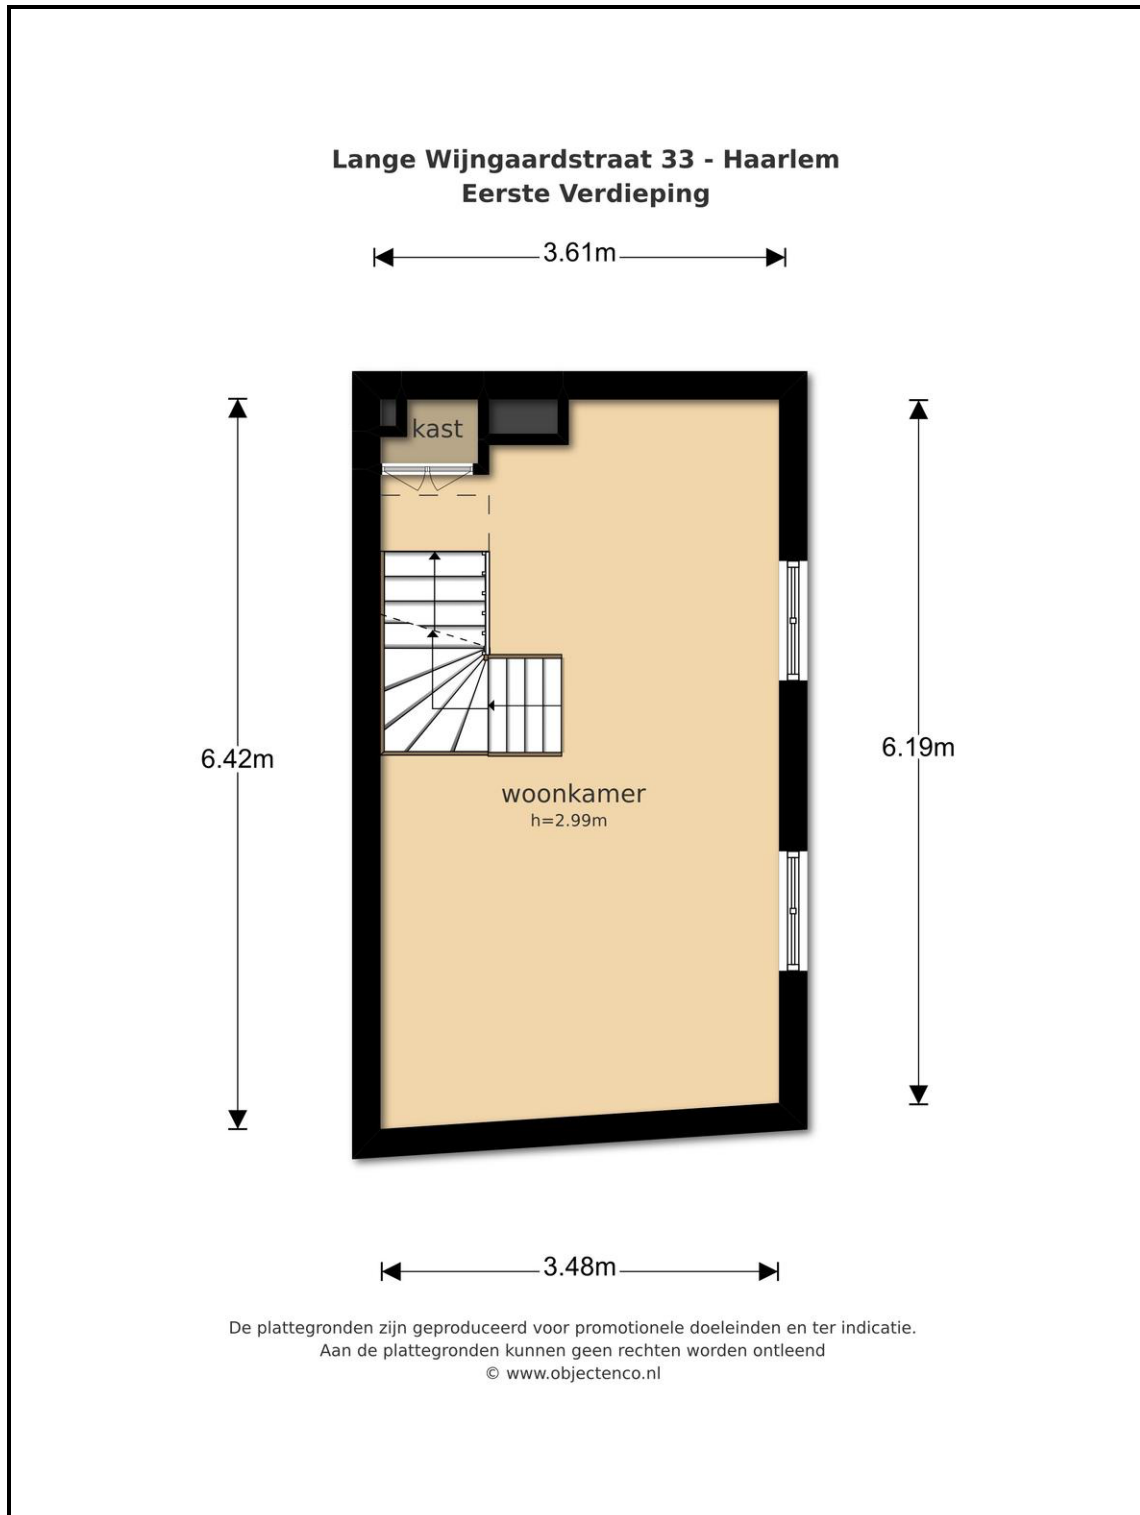 Lange Wijngaardstraat 33 - Haarlem
Eerste Verdieping
3.61m
kast
6.42m
6.19m
woonkamer
h=2.99m
3.48m
De plattegronden zijn geproduceerd voor promotionele doeleinden en ter indicatie.
Aan de plattegronden kunnen geen rechten worden ontleend
© www.objectenco.nl